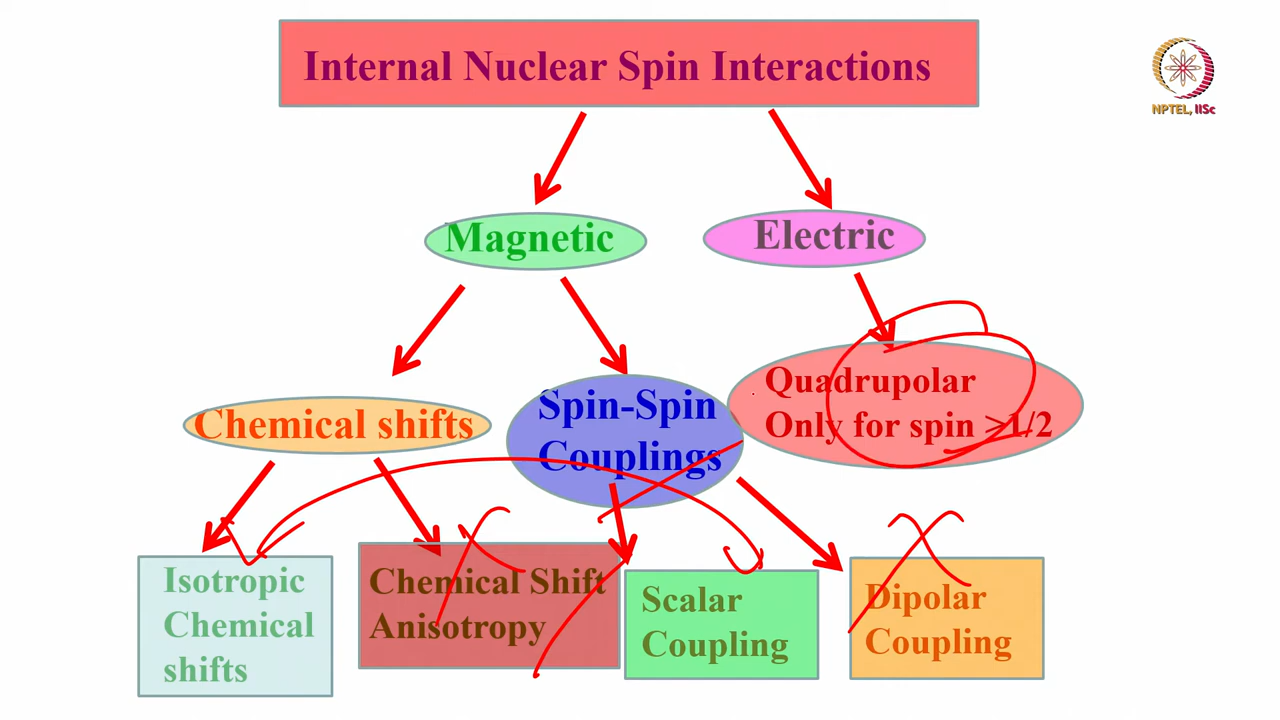 Internal Nuclear Spin Interactions
NPTEL, IISc
Magnetic
Electric
Chemical shifts
Spin-Spin
Couplings
Quadrupolar
Only for spin >1/2
Isotropic
Chemical
shifts
Chemical Shift
Anisotropy
Scalar
Coupling
Dipolar
Coupling